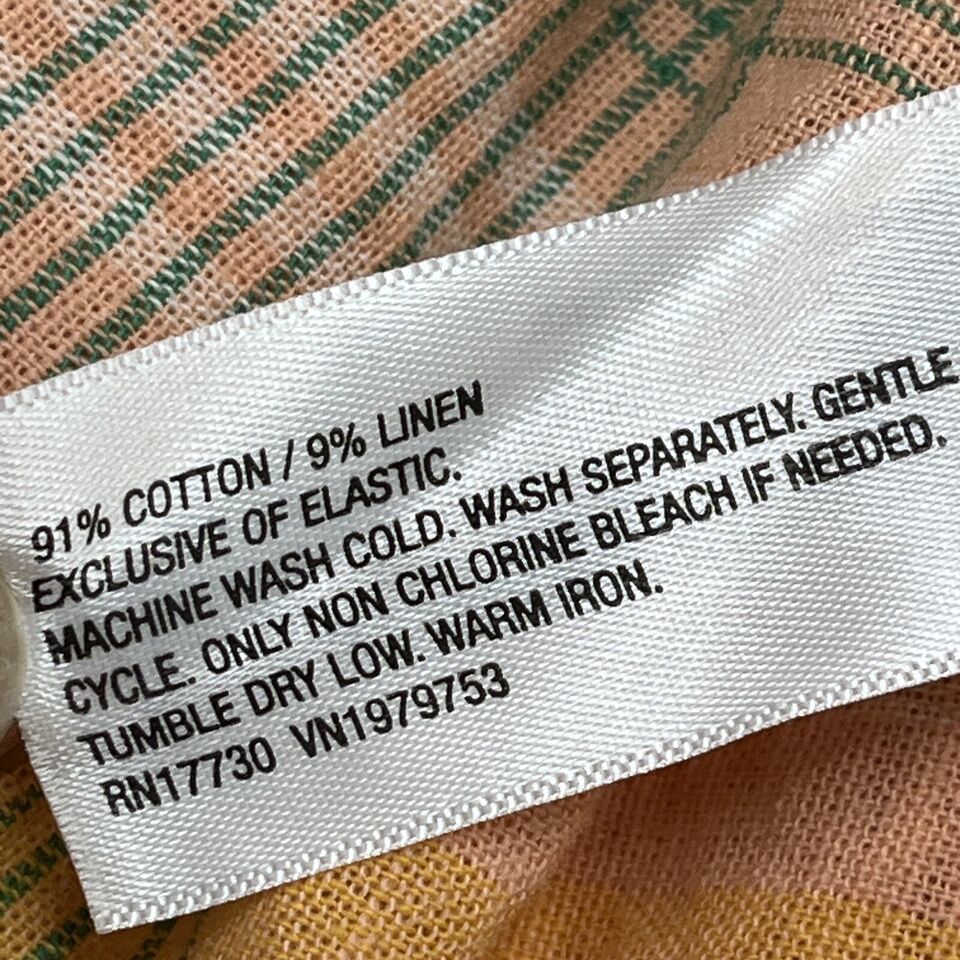 91% COTTON / 9% LINEN
EXCLUSIVE OF ELASTIC.
MACHINE WASH COLD. WASH SEPARATELY. GENTLE
CYCLE. ONLY NON CHLORINE BLEACH IF NEEDED.
TUMBLE DRY LOW. WARM IRON.
RN17730 VN1979753